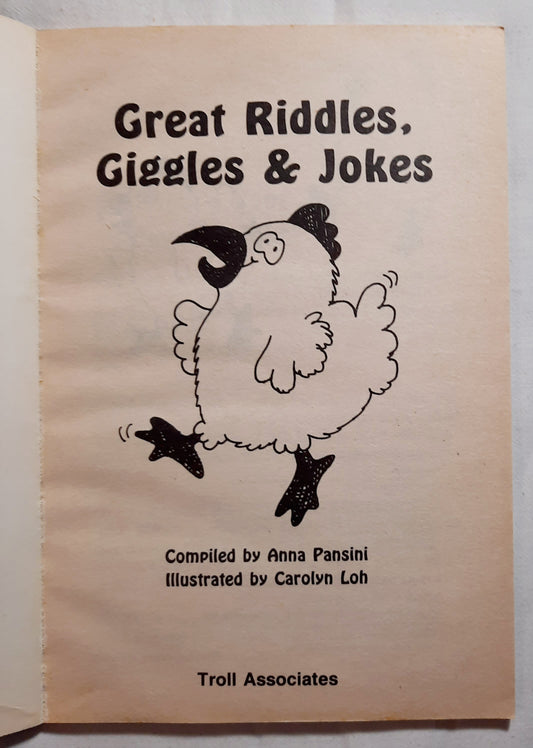 Great Riddles,
Giggles & Jokes
Compiled by Anna Pansini
Illustrated by Carolyn Loh
Troll Associates